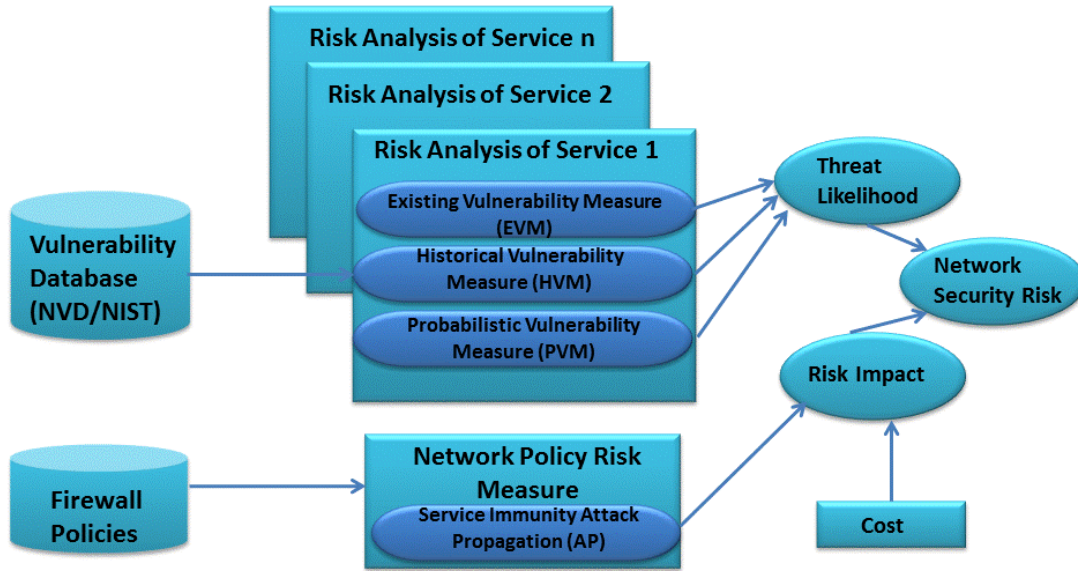 Risk Analysis of Service n
Risk Analysis of Service 2
Risk Analysis of Service 1
Existing Vulnerability Measure
(EVM)
Historical Vulnerability
Measure (HVM)
Probabilistic Vulnerability
Measure (PVM)
Vulnerability
Database
(NVD/NIST)
Threat
Likelihood
Network
Security Risk
Risk Impact
Firewall
Policies
Network Policy Risk
Measure
Service Immunity Attack
Propagation (AP)
Cost